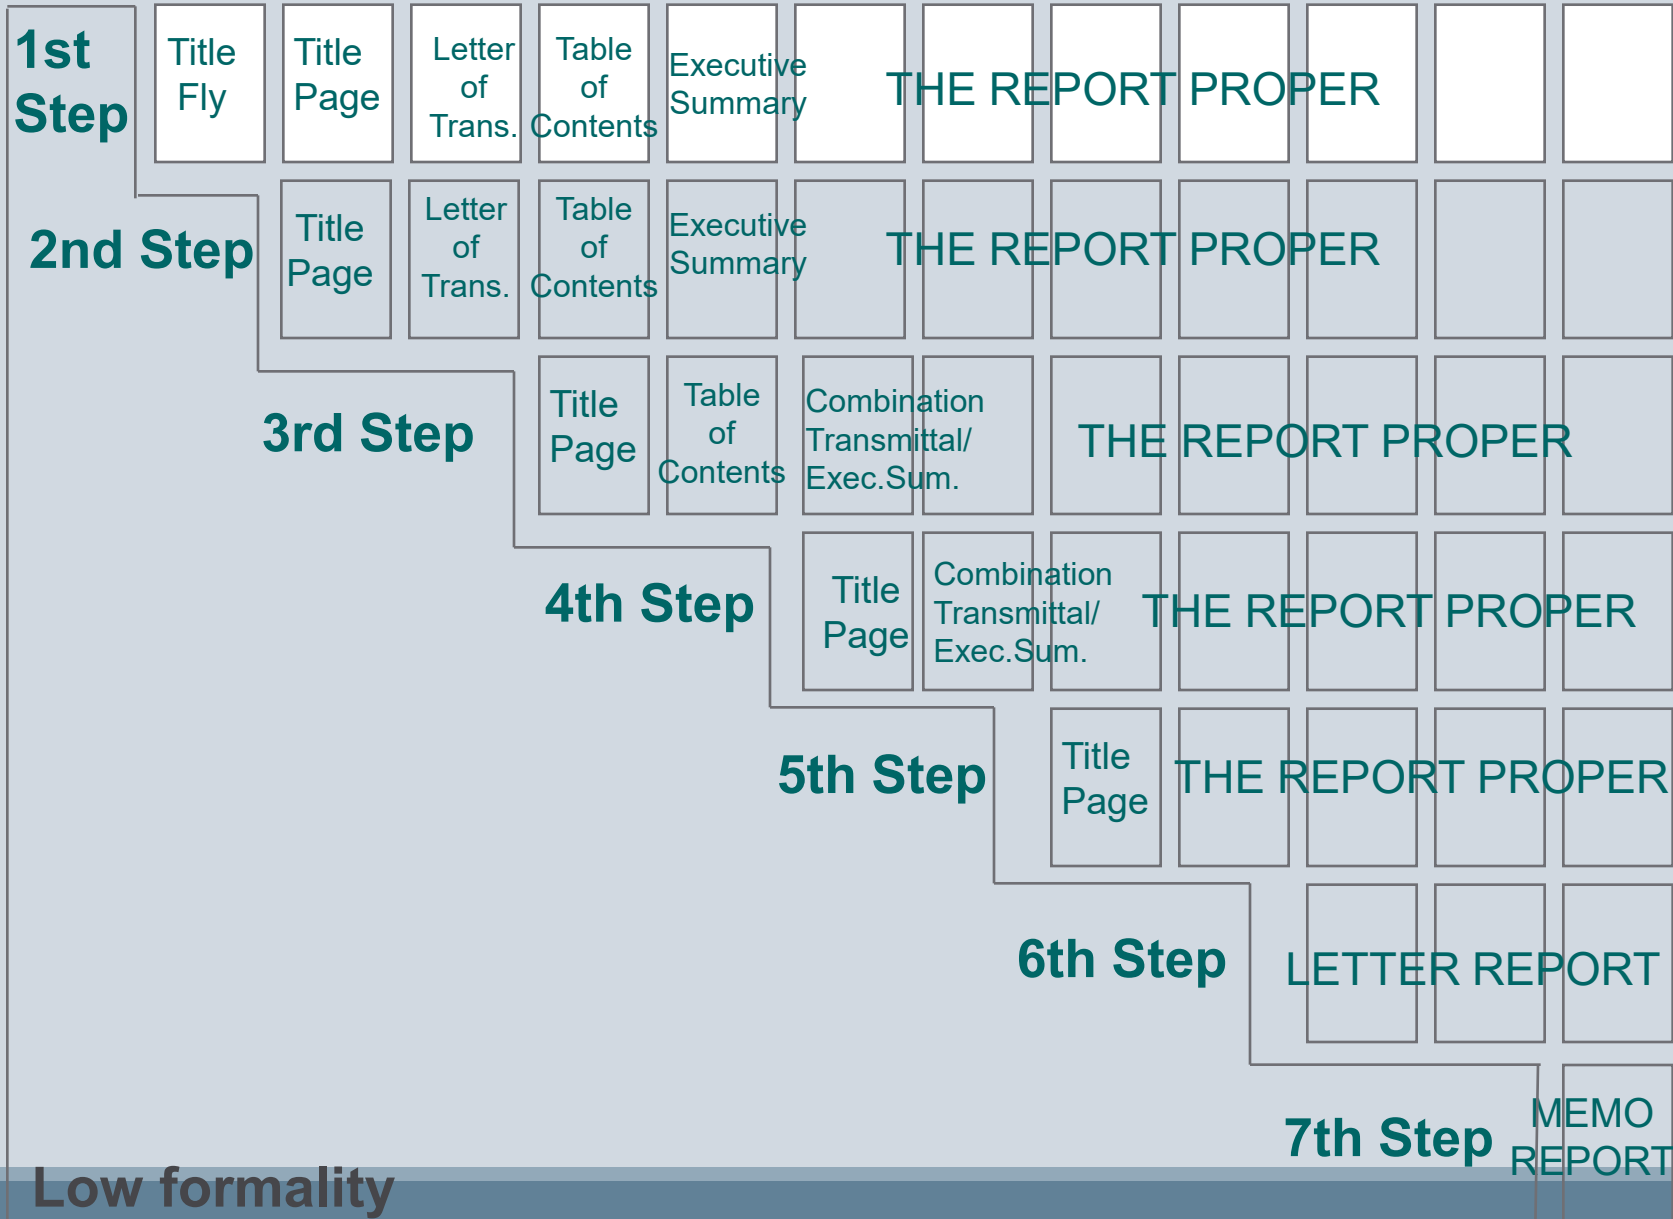 1st
Step
Title
Fly
Title
Page
Letter
of
Trans.
Table
of
Contents
Executive
Summary
THE REPORT PROPER
2nd Step
Title
Page
Letter
of
Trans.
Table
of
Contents
Executive
Summary
THE REPORT PROPER
3rd Step
Title
Page
Table
of
Contents
Combination
Transmittal/
Exec.Sum.
THE REPORT PROPER
4th Step
Title
Page
Combination
Transmittal/
Exec.Sum.
THE REPORT PROPER
5th Step
Title
Page
THE REPORT PROPER
6th Step
LETTER REPORT
7th Step
MEMO
REPORT
Low formality